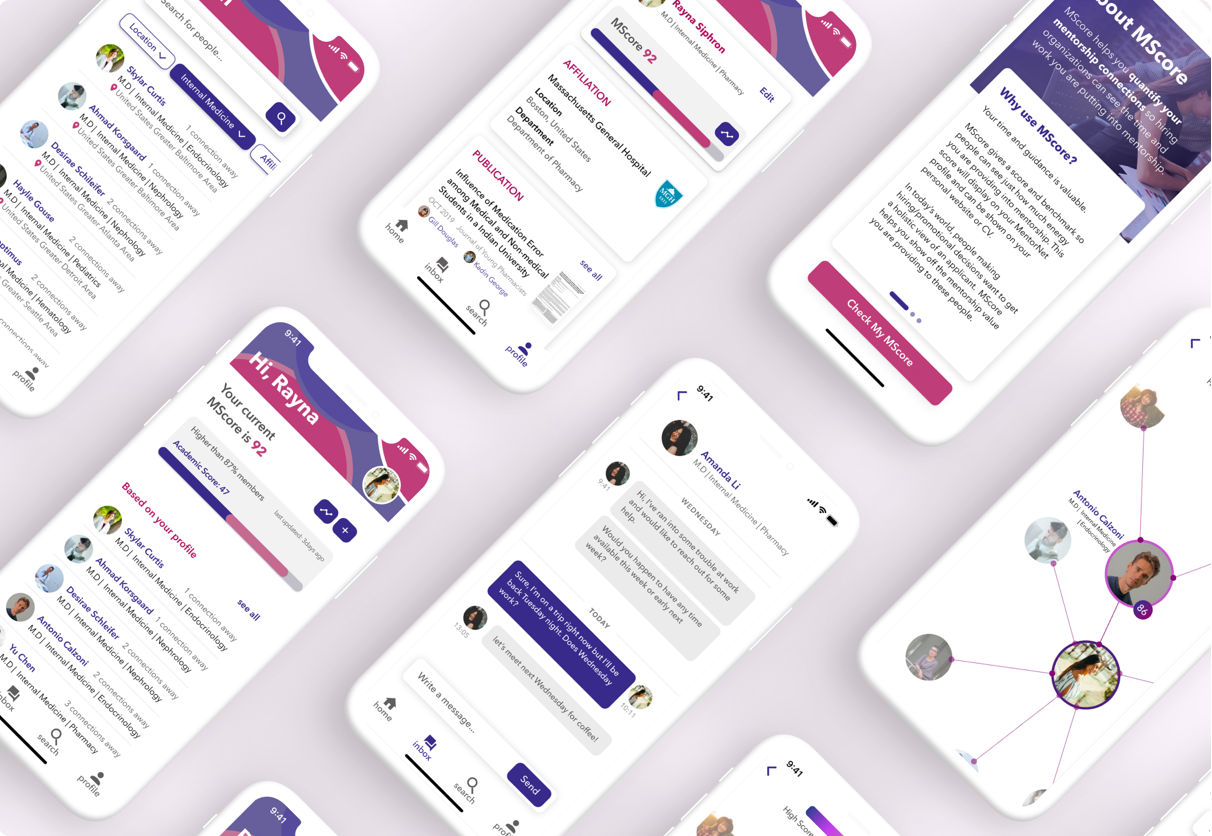 Search for people...
Location
Internal Medicine
Affili
Skylar Curtis
1 connection away
M.D | Internal Medicine | Endocrinology
United States Greater Baltimore Area
Ahmad Korsgaard
1 connection away
M.D | Internal Medicine | Nephrology
United States Greater Baltimore Area
Desirae Schleifer
2 connections away
M.D | Internal Medicine | Nephrology
United States Greater Atlanta Area
Haylie Gouse
2 connections away
M.D | Internal Medicine | Pediatrics
United States Greater Detroit Area
optimus
2 connections away
Internal Medicine | Hematology
States Greater Seattle Area
connections away
profile
Rayna Siphron
M.D | Internal Medicine | Pharmacy
MScore 92
Edit
AFFILIATION
Massachusetts General Hospital
Location
Boston, United States
Department
Department of Pharmacy
MGH
1811
PUBLICATION
see all
Influence of Medication Error
among Medical and Non-medical
Students in a Indian University
OCT 2019
Journal of Young Pharmacists
Gill Douglas
Kadin George
home
inbox
search
profile
bout MScore
MScore helps you quantify your
mentorship connections so hiring
organizations can see the time and
work you are putting into mentorship.
Why use MScore?
Your time and guidance is valuable.
MScore gives a score and benchmark so
people can see just how much energy
you are providing into mentorship. This
score will display on your MentorNet
profile and can be shown on your
personal website or CV.
In today's world, people making
hiring/promotional decisions want to get
a holistic view of an applicant. MScore
helps you show off the mentorship value
you are providing to these people.
Check My MScore
9:41
Hi, Rayna
Your current
MScore is 92
Higher than 87% members
Academic Score: 47
last updated: 3days ago
Based on your profile
see all
Skylar Curtis
1 connection away
M.D | Internal Medicine | Endocrinology
Ahmad Korsgaard
1 connection away
M.D | Internal Medicine | Nephrology
Desirae Schleifer
2 connections away
M.D | Internal Medicine | Nephrology
Antonio Calzoni
2 connections away
M.D | Internal Medicine | Endocrinology
Yu Chen
3 connections away
M.D | Internal Medicine | Pharmacy
inbox
search
profile
9:41
Amanda Li
M.D | Internal Medicine | Pharmacy
WEDNESDAY
Hi, I've ran into some trouble at work
and would like to reach out for some
help.
Would you happen to have any time
available this week or early next
week?
9:41
TODAY
Sure, I'm on a trip right now but I'll be
back Tuesday night. Does Wednesday
work?
10:11
let's meet next Wednesday for coffee!
13:05
Write a message...
Send
home
inbox
search
profile
Antonio Calzoni
M.D | Internal Medicine
| Endocrinology
86
9:41
9:41
High Score